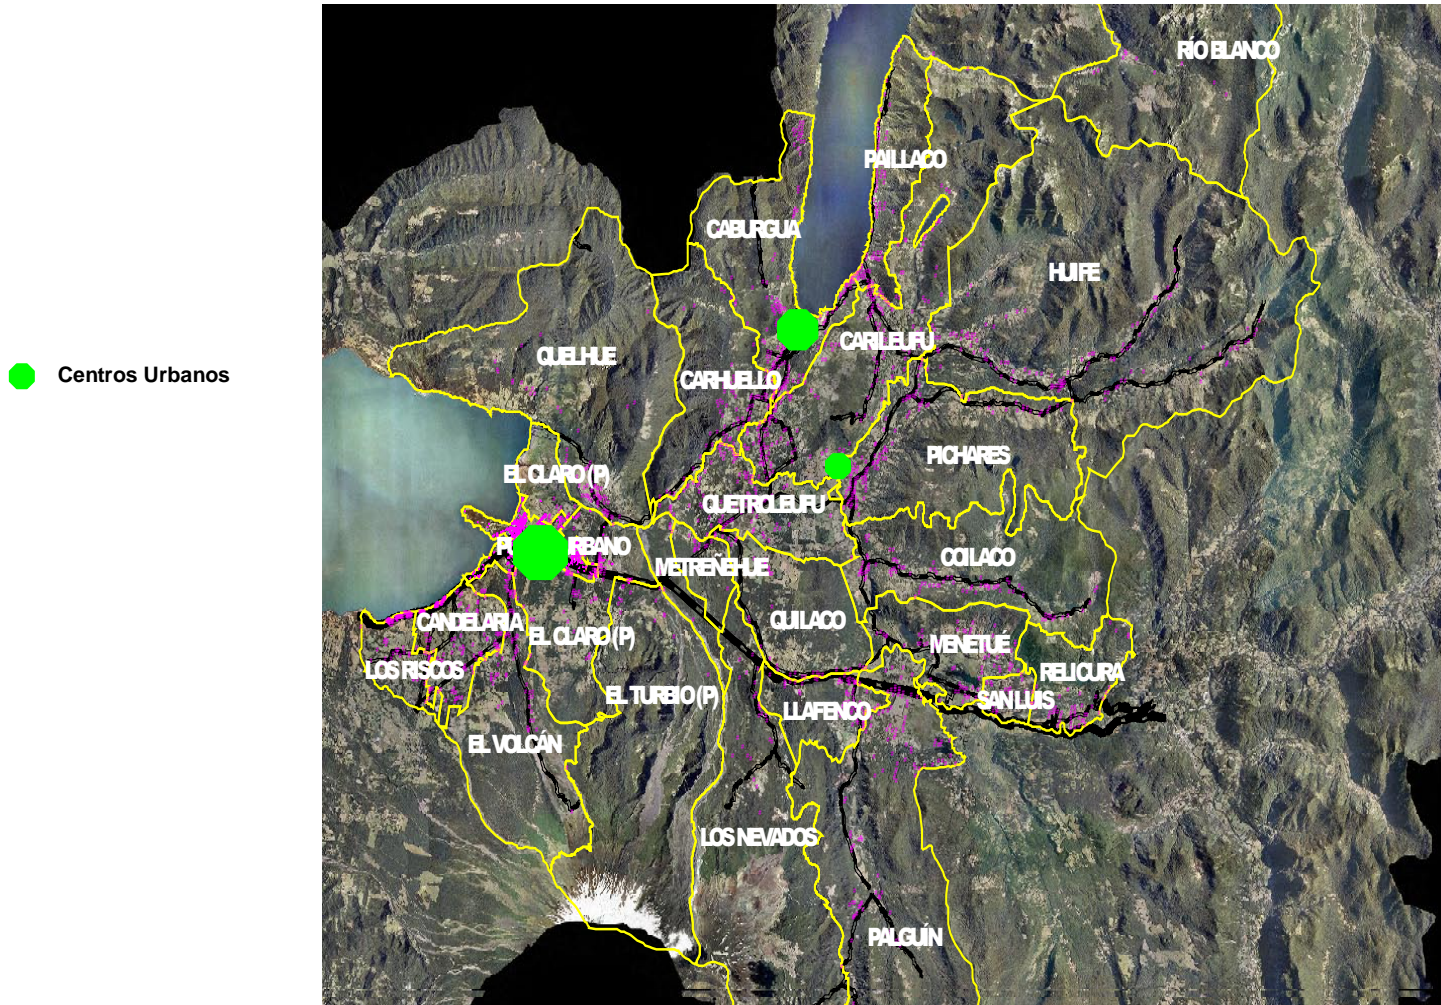 RÍO BLANCO
PAILLACO
CABURGUA
HUIFE
CARILEUFU
QUELHUE
Centros Urbanos
CARHUELLO
PICHARES
EL CLARO (P)
QUETROLEUFU
URBANO
COILACO
METREÑEHUE
CANDELARIA
QUILACO
EL CLARO (P)
MENETUÉ
LOS RISCOS
RELICURA
EL TURBIO (P)
SAN LUIS
LLAFENCO
EL VOLCÁN
LOS NEVADOS
PALGUÍN